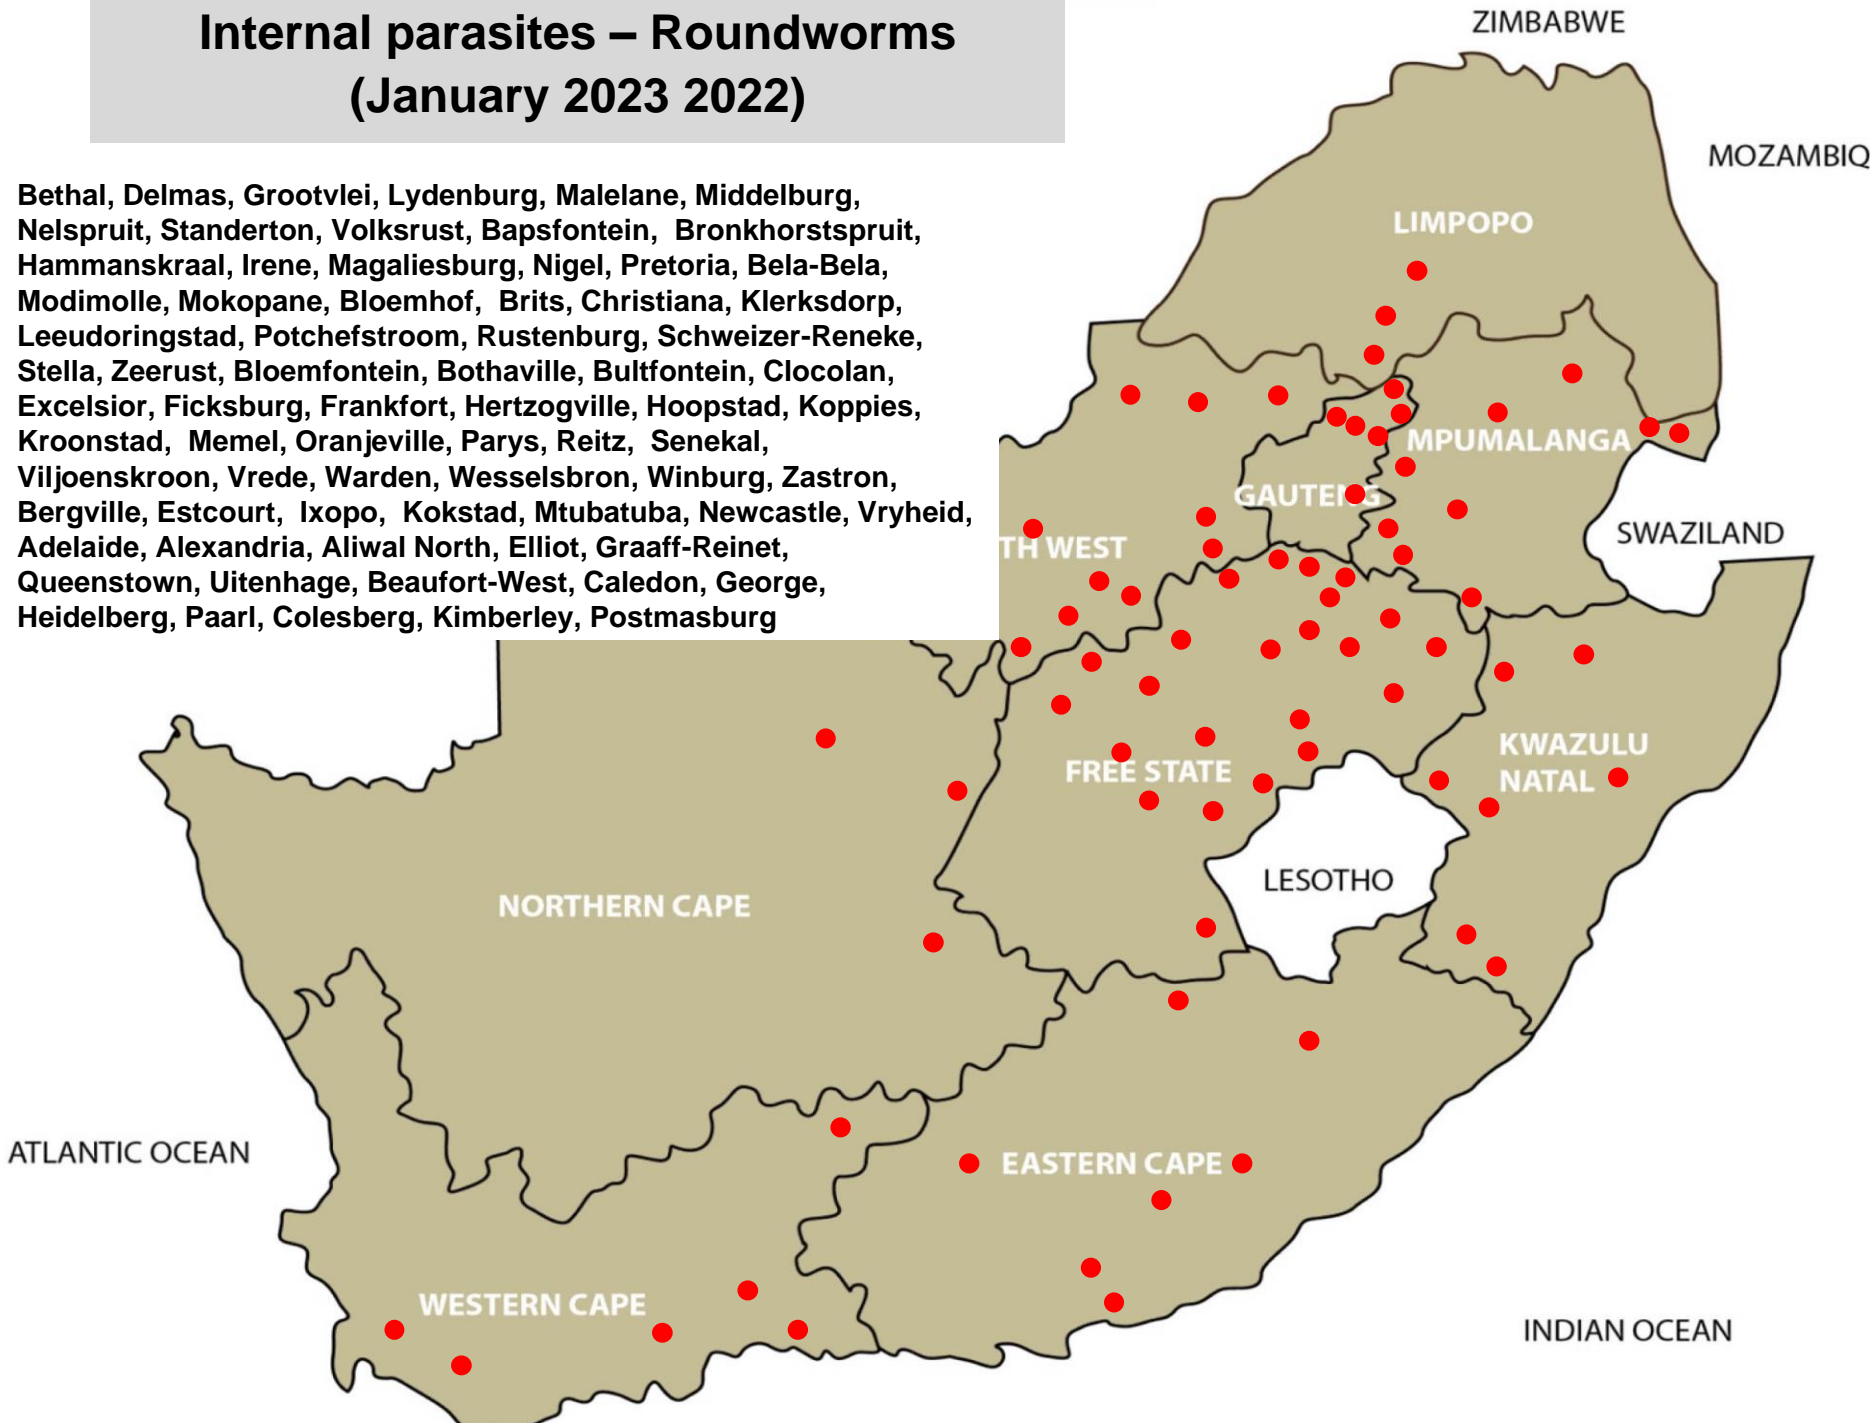 Internal parasites – Roundworms
(January 2023 2022)
Bethal, Delmas, Grootvlei, Lydenburg, Malelane, Middelburg,
Nelspruit, Standerton, Volksrust, Bapsfontein, Bronkhorstspruit,
Hammanskraal, Irene, Magaliesburg, Nigel, Pretoria, Bela-Bela,
Modimolle, Mokopane, Bloemhof, Brits, Christiana, Klerksdorp,
Leeudoringstad, Potchefstroom, Rustenburg, Schweizer-Reneke,
Stella, Zeerust, Bloemfontein, Bothaville, Bultfontein, Clocolan,
Excelsior, Ficksburg, Frankfort, Hertzogville, Hoopstad, Koppies,
Kroonstad, Memel, Oranjeville, Parys, Reitz, Senekal,
Viljoenskroon, Vrede, Warden, Wesselsbron, Winburg, Zastron,
Bergville, Estcourt, Ixopo, Kokstad, Mtubatuba, Newcastle, Vryheid,
Adelaide, Alexandria, Aliwal North, Elliot, Graaff-Reinet,
Queenstown, Uitenhage, Beaufort-West, Caledon, George,
Heidelberg, Paarl, Colesberg, Kimberley, Postmasburg
ZIMBABWE
MOZAMBIQ
LIMPOPO
MPUMALANGA
GAUTENG
SWAZILAND
TH WEST
KWAZULU
NATAL
FREE STATE
LESOTHO
NORTHERN CAPE
ATLANTIC OCEAN
EASTERN CAPE
WESTERN CAPE
INDIAN OCEAN